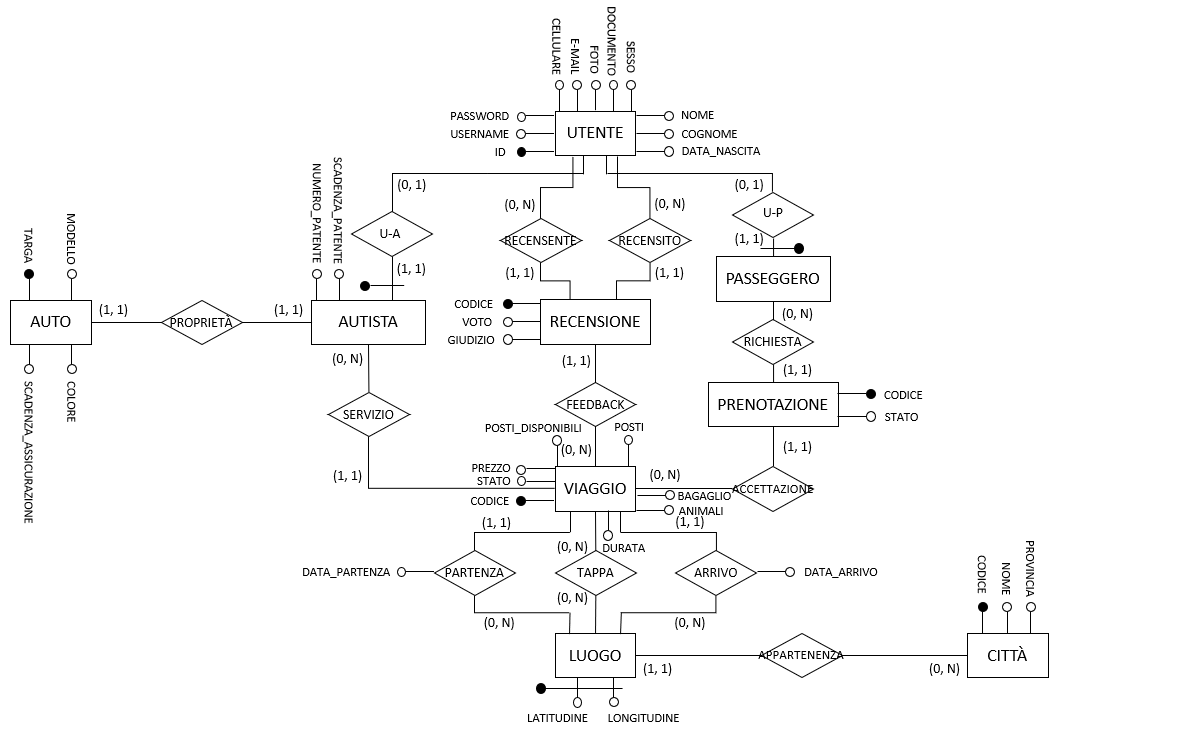 CELLULARE
E-MAIL
FOTO
DOCUMENTO
SESSO
PASSWORD
USERNAME
ID
UTENTE
NOME
COGNOME
DATA_NASCITA
(0, 1)
(0, N)
(0, N)
(0, 1)
U-A
RECENSENTE
RECENSITO
U-P
(1, 1)
(1, 1)
(1, 1)
(1, 1)
TARGA
MODELLO
NUMERO_PATENTE
SCADENZA_PATENTE
AUTO
(1, 1)
PROPRIETÀ
(1, 1)
AUTISTA
CODICE
VOTO
GIUDIZIO
RECENSIONE
PASSEGGERO
(0, N)
RICHIESTA
(1, 1)
SCADENZA_ASSICURAZIONE
COLORE
(0, N)
SERVIZIO
(1, 1)
(1, 1)
FEEDBACK
(0, N)
PRENOTAZIONE
CODICE
STATO
(1, 1)
ACCETTAZIONE
(0, N)
POSTI_DISPONIBILI
POSTI
PREZZO
STATO
CODICE
VIAGGIO
BAGAGLIO
ANIMALI
DURATA
(1, 1)
(0, N)
(1, 1)
DATA_PARTENZA
PARTENZA
TAPPA
ARRIVO
DATA_ARRIVO
(0, N)
(0, N)
(0, N)
LUOGO
(1, 1)
APPARTENENZA
(0, N)
CITTÀ
CODICE
NOME
PROVINCIA
LATITUDINE
LONGITUDINE